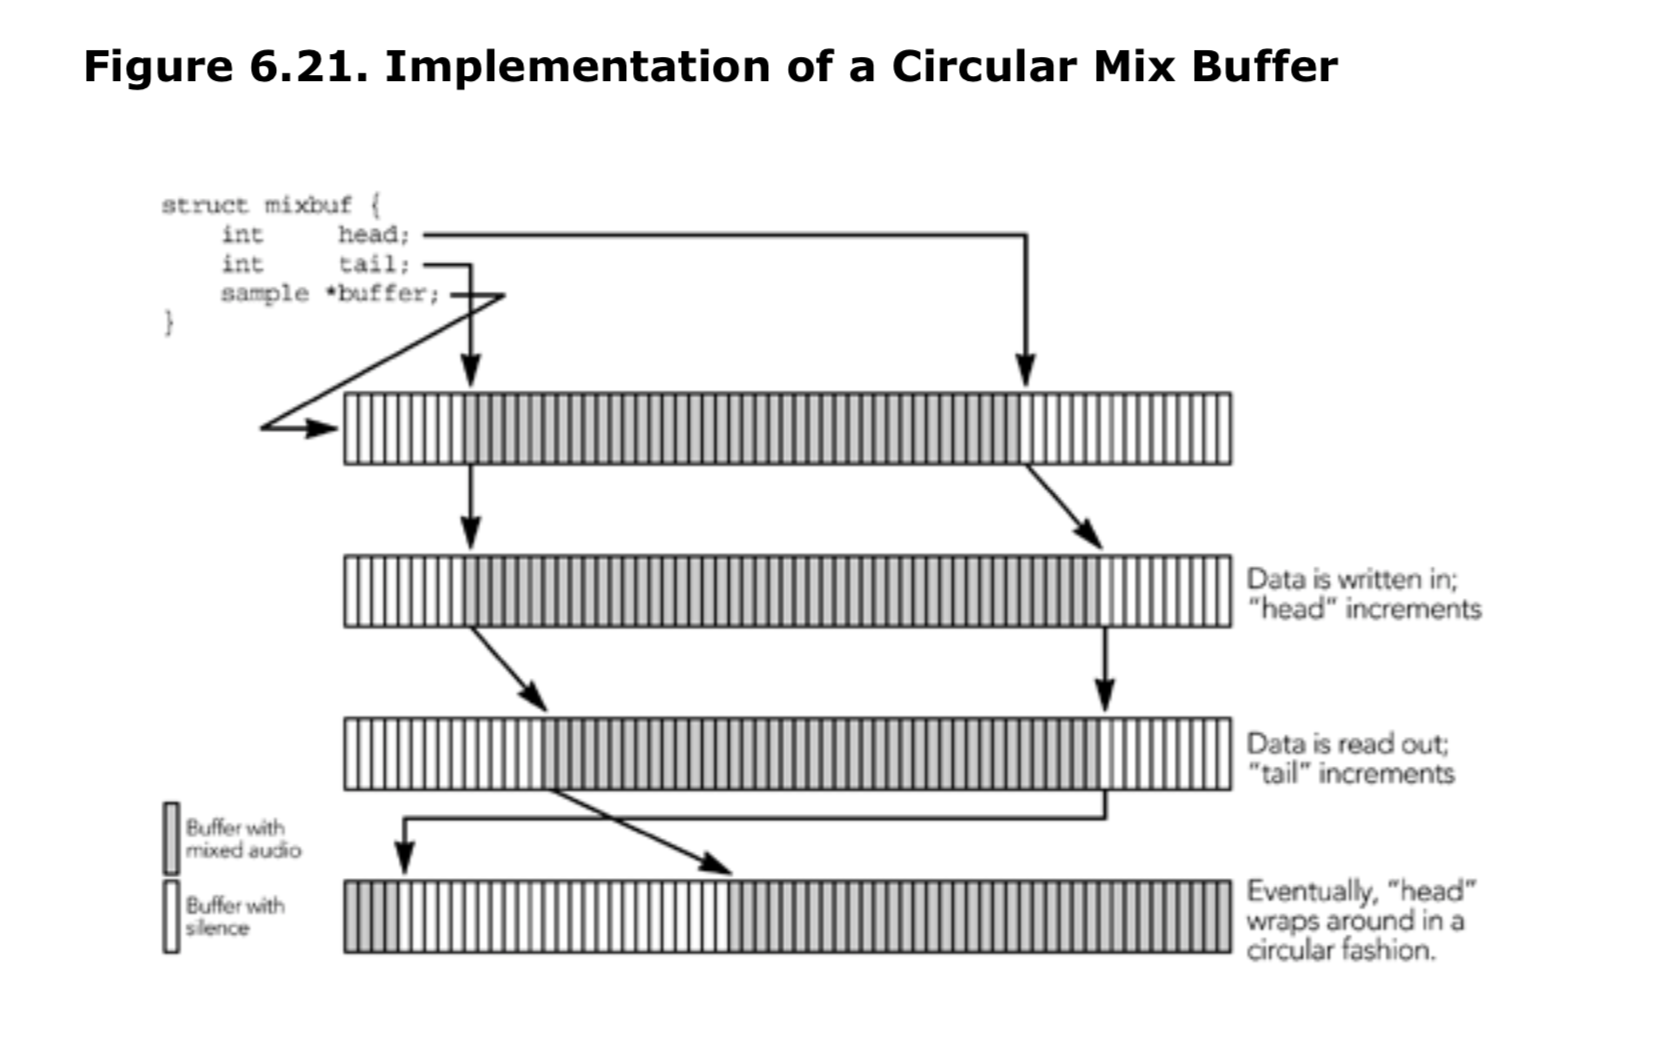 Figure 6.21. Implementation of a Circular Mix Buffer
struct mixbuf {
int head;
int tail;
sample *buffer;
}
Data is written in;
“head” increments
Data is read out;
“tail” increments
Buffer with
mixed audio
Buffer with
silence
Eventually, “head”
wraps around in a
circular fashion.